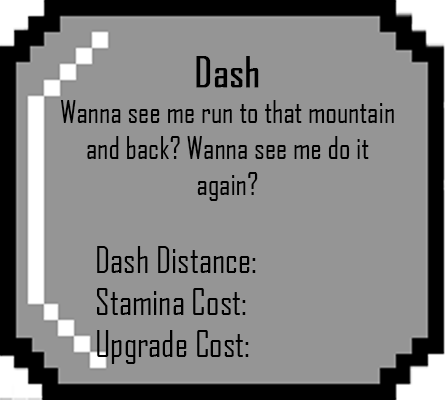 Dash
Wanna see me run to that mountain
and back? Wanna see me do it
again?
Dash Distance:
Stamina Cost:
Upgrade Cost: